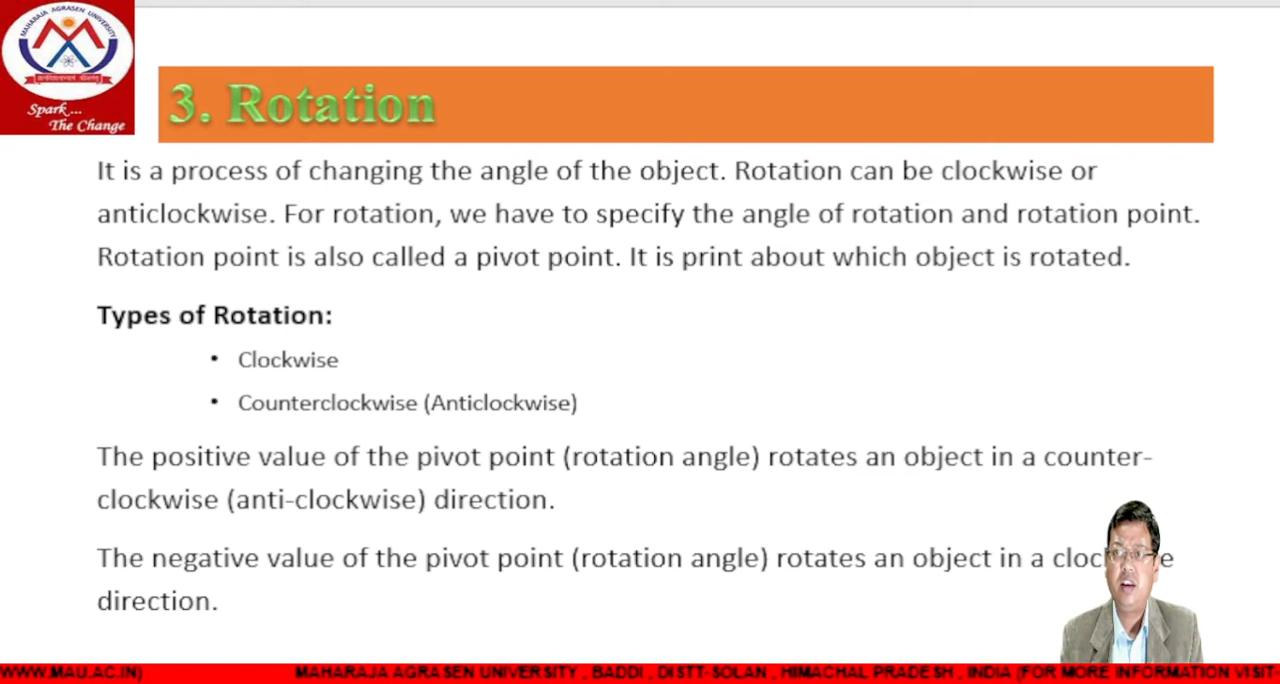 MAHARAJA AGRASEN UNIVERSITY
Spark...
The Change
3. Rotation
It is a process of changing the angle of the object. Rotation can be clockwise or
anticlockwise. For rotation, we have to specify the angle of rotation and rotation point.
Rotation point is also called a pivot point. It is print about which object is rotated.
Types of Rotation:
• Clockwise
• Counterclockwise (Anticlockwise)
The positive value of the pivot point (rotation angle) rotates an object in a counter-
clockwise (anti-clockwise) direction.
The negative value of the pivot point (rotation angle) rotates an object in a
direction.
WWW.MAU.AC.IN) MAHARAJA AGRASEN UNIVERSITY , BADDI , DISTT-SOLAN , HIMACHAL PRADESH , INDIA (FOR MORE INFORMATION VISIT-